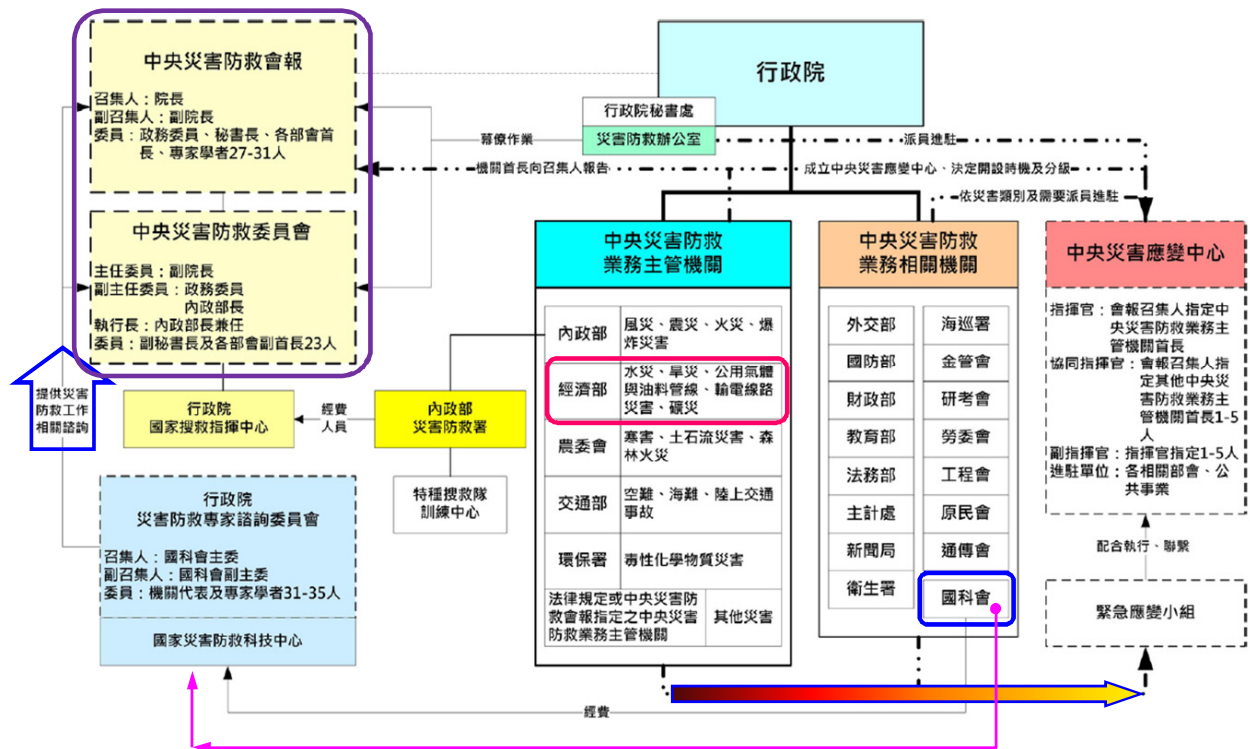 中央災害防救會報
召集人：院長
副召集人：副院長
委員：政務委員、秘書長、各部會首
長、專家學者27-31人
中央災害防救委員會
主任委員：副院長
副主任委員：政務委員
內政部長
執行長：內政部長兼任
委員：副秘書長及各部會副首長23人
提供災害
防救工作
相關諮詢
行政院
國家搜救指揮中心
經費
人員
內政部
災害防救署
特種搜救隊
訓練中心
行政院
災害防救專家諮詢委員會
召集人：國科會主委
副召集人：國科會副主委
委員：機關代表及專家學者31-35人
國家災害防救科技中心
行政院
行政院秘書處
災害防救辦公室
幕僚作業
派員進駐
機關首長向召集人報告
成立中央災害應變中心、決定開設時機及分級
依災害類別及需要派員進駐
中央災害防救
業務主管機關
內政部
風災、震災、火災、爆
炸災害
經濟部
水災、旱災、公用氣體
與油料管線、輸電線路
災害、礦災
農委會
寒害、土石流災害、森
林火災
交通部
空難、海難、陸上交通
事故
環保署
毒性化學物質災害
法律規定或中央災害防
救會報指定之中央災害
防救業務主管機關
其他災害
中央災害防救
業務相關機關
外交部
海巡署
國防部
金管會
財政部
研考會
教育部
勞委會
法務部
工程會
主計處
原民會
新聞局
通傳會
衛生署
國科會
中央災害應變中心
指揮官：會報召集人指定中
央災害防救業務主
管機關首長
協同指揮官：會報召集人指
定其他中央災
害防救業務主
管機關首長1-5
人
副指揮官：指揮官指定1-5人
進駐單位：各相關部會、公
共事業
配合執行、聯繫
緊急應變小組
經費